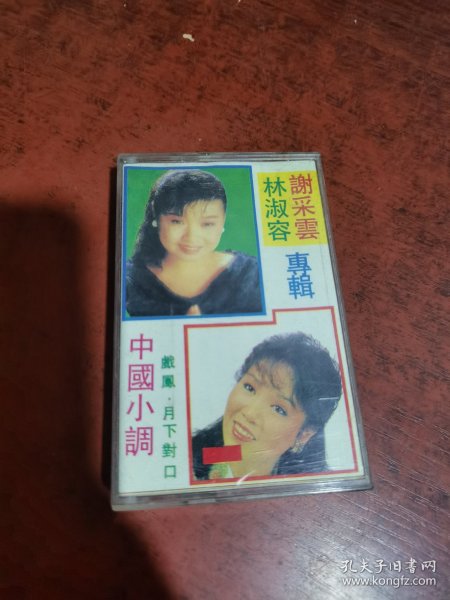 謝采雲
林淑容
專輯
中國小調
戲鳳·月下對口
孔夫子旧书网
www.kongfz.com